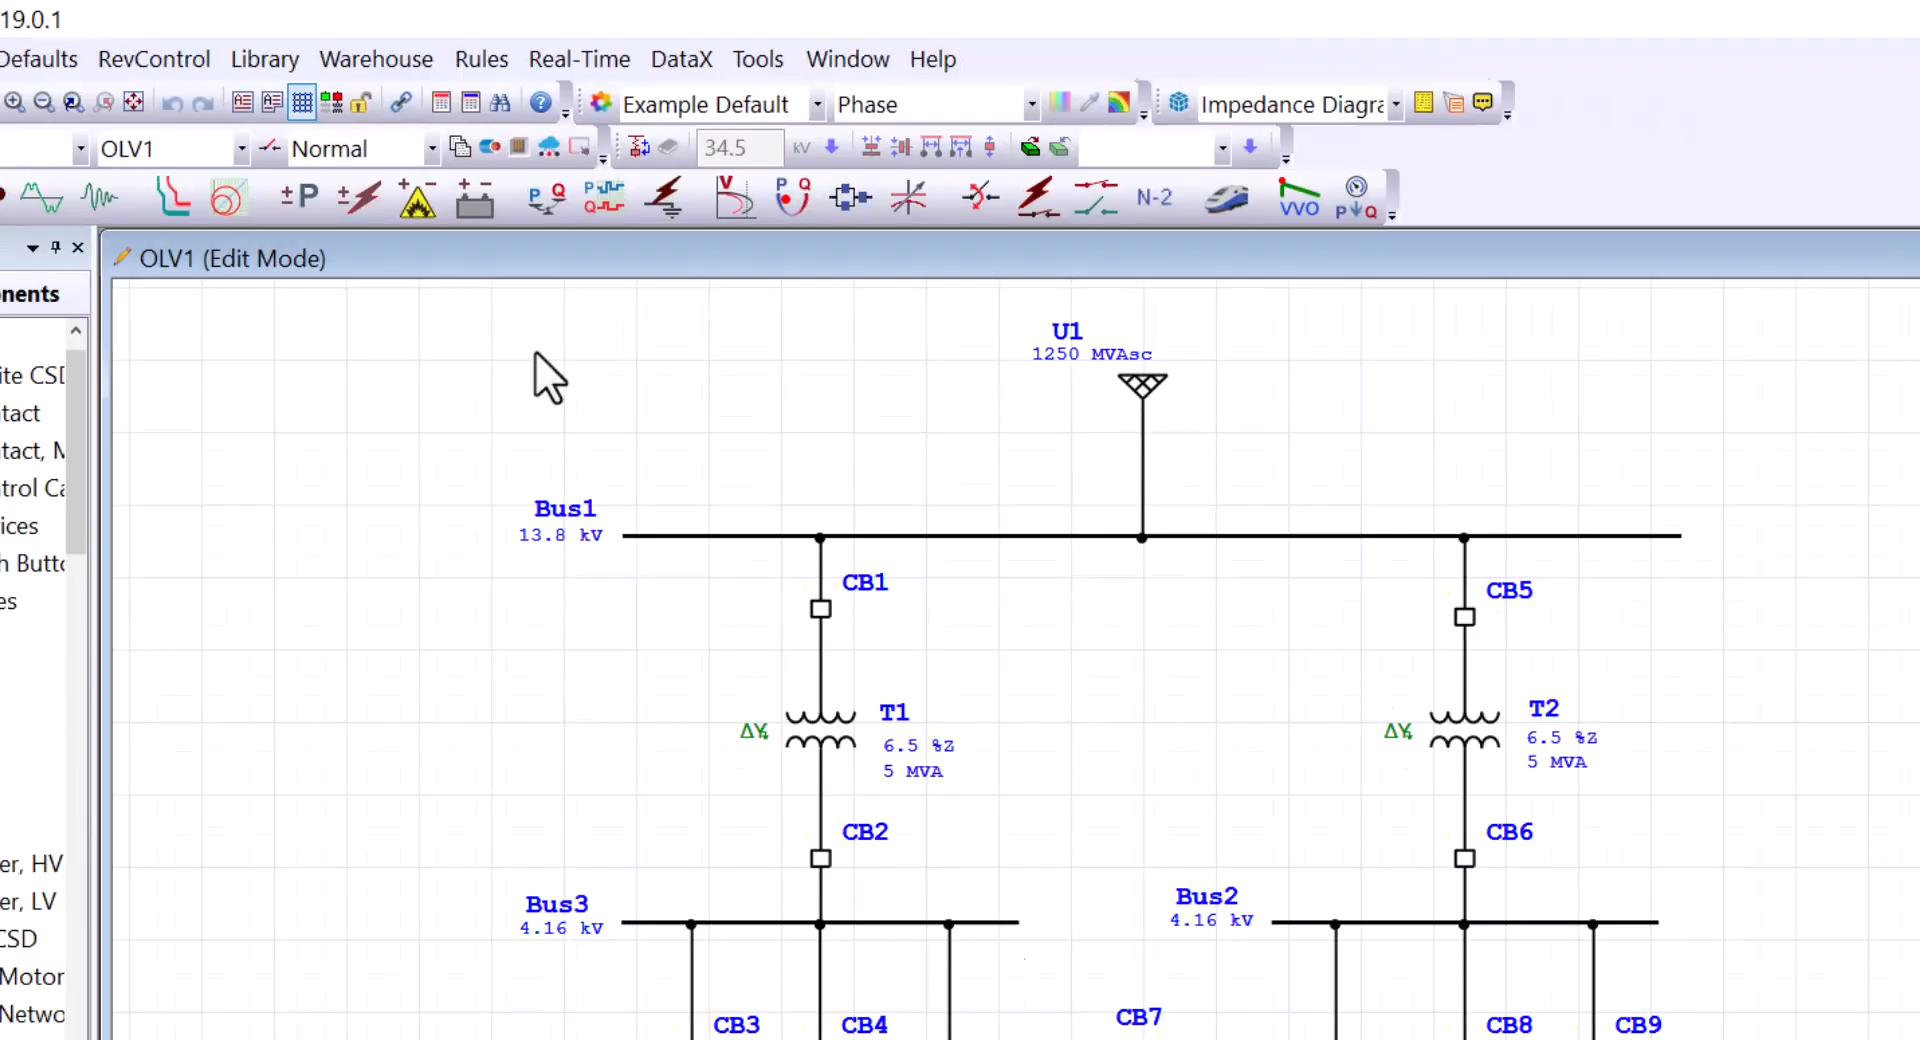 19.0.1
Defaults RevControl Library Warehouse Rules Real-Time DataX Tools Window Help
Example Default Phase Impedance Diagra
OLV1 Normal 34.5 kV
± P ± P Q P Q V P Q N-2 VVO P Q
OLV1 (Edit Mode)
nents
ite CSD
tact
tact, M
trol Ca
ices
h Butto
es
er, HV
er, LV
CSD
Motor
Netwo
U1
1250 MVAsc
Bus1
13.8 kV
CB1
CB5
ΔY
T1
6.5 %Z
5 MVA
ΔY
T2
6.5 %Z
5 MVA
CB2
CB6
Bus3
4.16 kV
Bus2
4.16 kV
CB3 CB4 CB7 CB8 CB9